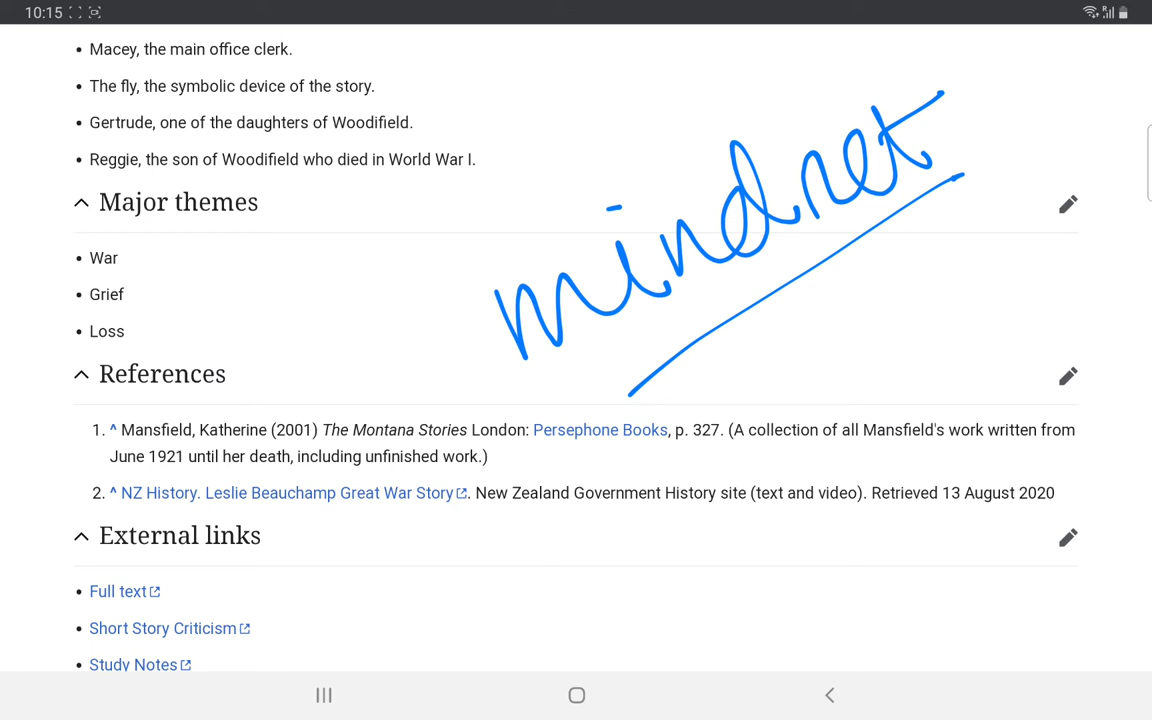 10:15
• Macey, the main office clerk.
• The fly, the symbolic device of the story.
• Gertrude, one of the daughters of Woodifield.
• Reggie, the son of Woodifield who died in World War I.
mindnet
Major themes
• War
• Grief
• Loss
References
1. ^ Mansfield, Katherine (2001) The Montana Stories London: Persephone Books, p. 327. (A collection of all Mansfield's work written from
June 1921 until her death, including unfinished work.)
2. ^ NZ History. Leslie Beauchamp Great War Story. New Zealand Government History site (text and video). Retrieved 13 August 2020
External links
• Full text
• Short Story Criticism
• Study Notes